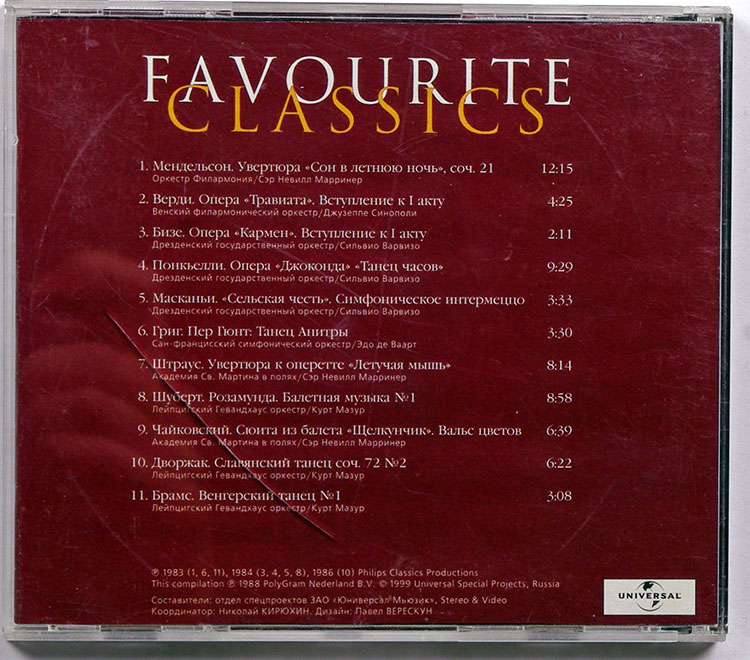 FAVOURITE
CLASSICS
1. Мендельсон. Увертюра «Сон в летнюю ночь», соч. 21 12:15
Оркестр Филармония/Сэр Невилл Марринер
2. Верди. Опера «Травиата». Вступление к I акту 4:25
Венский филармонический оркестр/Джузеппе Синополи
3. Бизе. Опера «Кармен». Вступление к I акту 2:11
Дрезденский государственный оркестр/Сильвио Варвизо
4. Понкьелли. Опера «Джоконда» «Танец часов» 9:29
Дрезденский государственный оркестр/Сильвио Варвизо
5. Масканьи. «Сельская честь». Симфоническое интермеццо 3:33
Дрезденский государственный оркестр/Сильвио Варвизо
6. Григ. Пер Гюнт: Танец Анитры 3:30
Сан-францисский симфонический оркестр/Эдо де Ваарт
7. Штраус. Увертюра к оперетте «Летучая мышь» 8:14
Академия Св. Мартина в полях/Сэр Невилл Марринер
8. Шуберт. Розамунда. Балетная музыка №1 8:58
Лейпцигский Гевандхаус оркестр/Курт Мазур
9. Чайковский. Сюита из балета «Щелкунчик». Вальс цветов 6:39
Академия Св. Мартина в полях/Сэр Невилл Марринер
10. Дворжак. Славянский танец соч. 72 №2 6:22
Лейпцигский Гевандхаус оркестр/Курт Мазур
11. Брамс. Венгерский танец №1 3:08
Лейпцигский Гевандхаус оркестр/Курт Мазур
℗ 1983 (1, 6, 11), 1984 (3, 4, 5, 8), 1986 (10) Philips Classics Productions
This compilation ℗ 1988 PolyGram Nederland B.V. © 1999 Universal Special Projects, Russia
Составители: отдел спецпроектов ЗАО «Юниверсал Мьюзик», Stereo & Video
Координатор: Николай КИРЮХИН. Дизайн: Павел ВЕРЕСКУН
UNIVERSAL